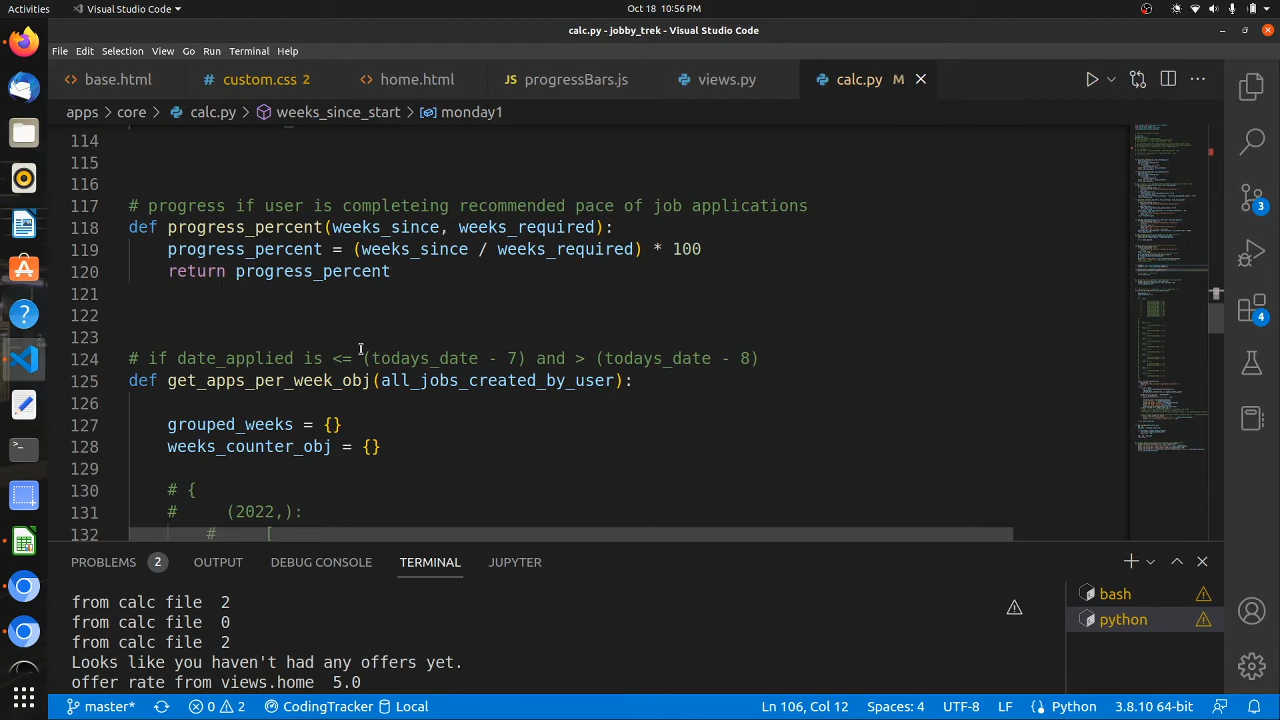 Activities
Visual Studio Code
Oct 18 10:56 PM
calc.py - jobby_trek - Visual Studio Code
File Edit Selection View Go Run Terminal Help
base.html
custom.css 2
home.html
JS progressBars.js
views.py
calc.py M
apps > core > calc.py > weeks_since_start > monday1
114
115
116
117 # progress if user is completeing recommended pace of job applications
118 def progress_percent(weeks_since, weeks_required):
119 progress_percent = (weeks_since / weeks_required) * 100
120 return progress_percent
121
122
123
124 # if date_applied is <= (todays_date - 7) and > (todays_date - 8)
125 def get_apps_per_week_obj(all_jobs_created_by_user):
126
127 grouped_weeks = {}
128 weeks_counter_obj = {}
129
130 # {
131 # (2022,):
132 # [
3
4
PROBLEMS 2 OUTPUT DEBUG CONSOLE TERMINAL JUPYTER
from calc file 2
from calc file 0
from calc file 2
Looks like you haven't had any offers yet.
offer rate from views.home 5.0
bash
python
master* 0 2 CodingTracker Local Ln 106, Col 12 Spaces: 4 UTF-8 LF Python 3.8.10 64-bit